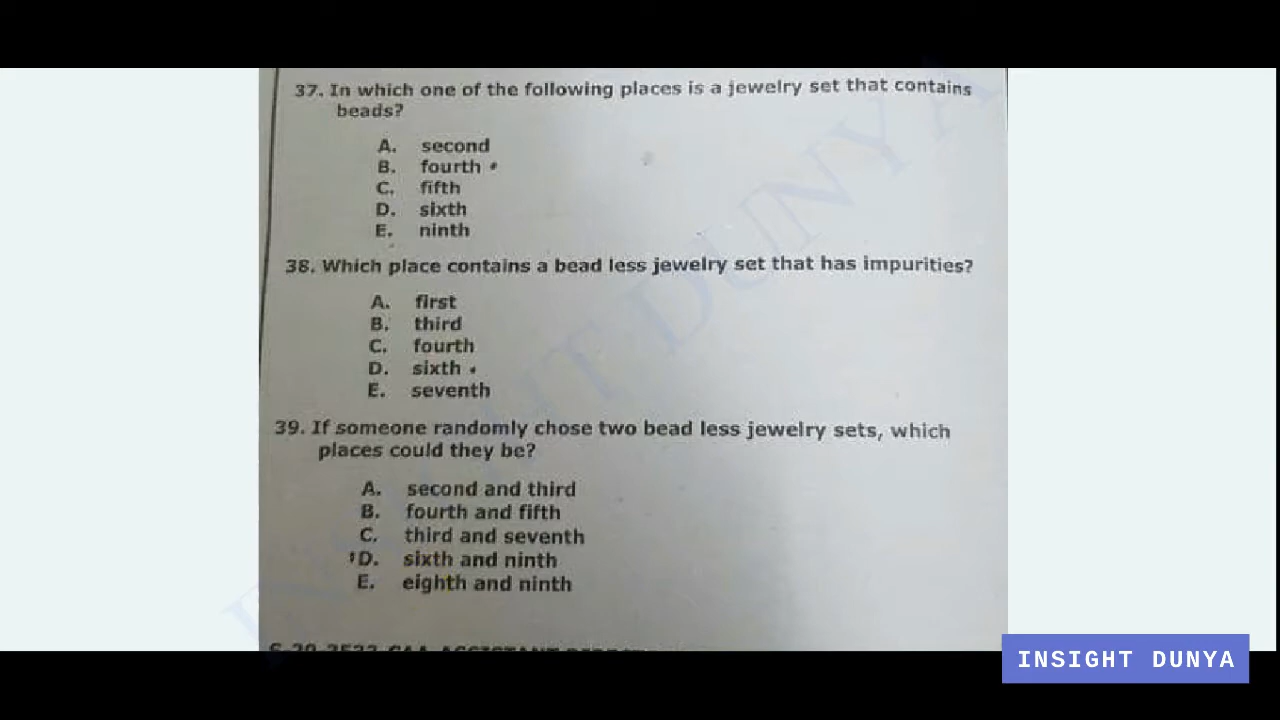 37. In which one of the following places is a jewelry set that contains
beads?
A. second
B. fourth
C. fifth
D. sixth
E. ninth
38. Which place contains a bead less jewelry set that has impurities?
A. first
B. third
C. fourth
D. sixth
E. seventh
39. If someone randomly chose two bead less jewelry sets, which
places could they be?
A. second and third
B. fourth and fifth
C. third and seventh
D. sixth and ninth
E. eighth and ninth
INSIGHT DUNYA